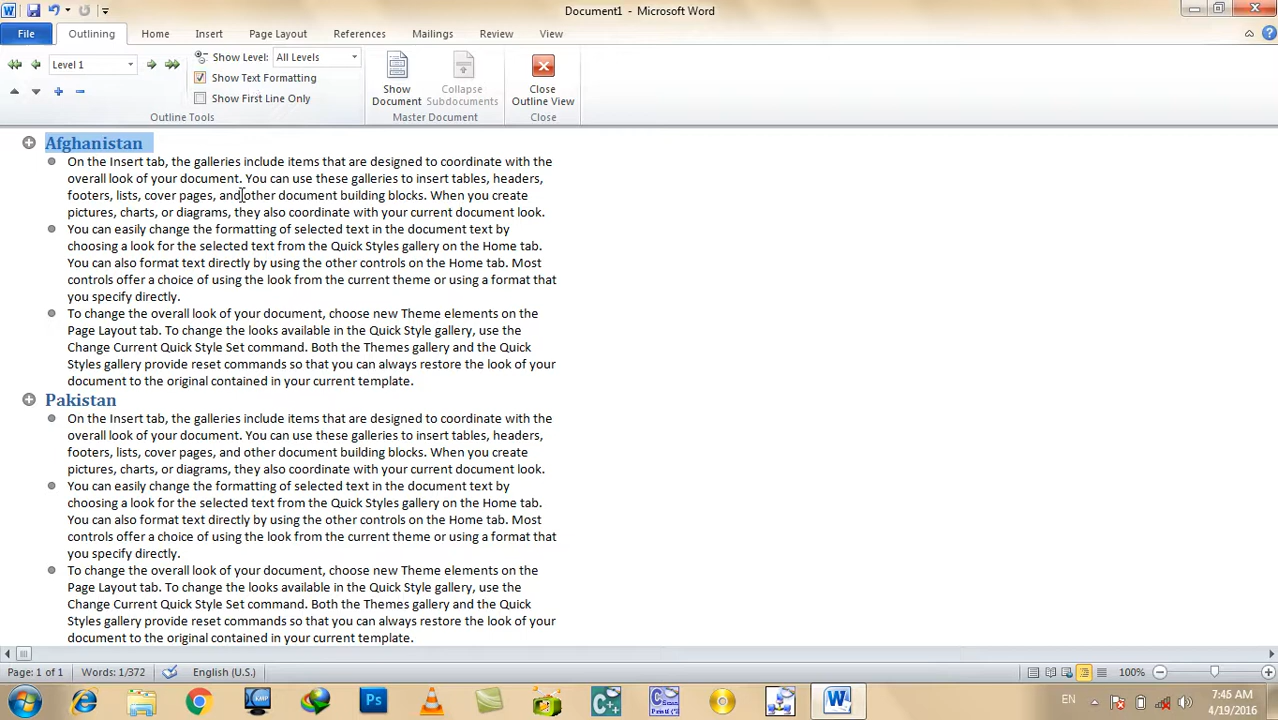 Document1 - Microsoft Word
File Outlining Home Insert Page Layout References Mailings Review View
Level 1
Show Level: All Levels
Show Text Formatting
Show First Line Only
Outline Tools
Show Document
Collapse Subdocuments
Master Document
Close Outline View
Close
Afghanistan
On the Insert tab, the galleries include items that are designed to coordinate with the
overall look of your document. You can use these galleries to insert tables, headers,
footers, lists, cover pages, and other document building blocks. When you create
pictures, charts, or diagrams, they also coordinate with your current document look.
You can easily change the formatting of selected text in the document text by
choosing a look for the selected text from the Quick Styles gallery on the Home tab.
You can also format text directly by using the other controls on the Home tab. Most
controls offer a choice of using the look from the current theme or using a format that
you specify directly.
To change the overall look of your document, choose new Theme elements on the
Page Layout tab. To change the looks available in the Quick Style gallery, use the
Change Current Quick Style Set command. Both the Themes gallery and the Quick
Styles gallery provide reset commands so that you can always restore the look of your
document to the original contained in your current template.
Pakistan
On the Insert tab, the galleries include items that are designed to coordinate with the
overall look of your document. You can use these galleries to insert tables, headers,
footers, lists, cover pages, and other document building blocks. When you create
pictures, charts, or diagrams, they also coordinate with your current document look.
You can easily change the formatting of selected text in the document text by
choosing a look for the selected text from the Quick Styles gallery on the Home tab.
You can also format text directly by using the other controls on the Home tab. Most
controls offer a choice of using the look from the current theme or using a format that
you specify directly.
To change the overall look of your document, choose new Theme elements on the
Page Layout tab. To change the looks available in the Quick Style gallery, use the
Change Current Quick Style Set command. Both the Themes gallery and the Quick
Styles gallery provide reset commands so that you can always restore the look of your
document to the original contained in your current template.
Page: 1 of 1 Words: 1/372 English (U.S.) 100%
Ps EN 7:45 AM
4/19/2016